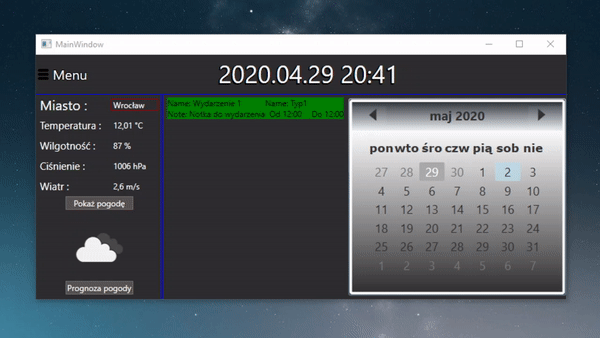 MainWindow
Menu
2020.04.29 20:41
Miasto : Wrocław
Temperatura : 12,01 °C
Wilgotność : 87 %
Ciśnienie : 1006 hPa
Wiatr : 2,6 m/s
Pokaż pogodę
Prognoza pogody
Name: Wydarzenie 1 Name: Typ1
Note: Notka do wydarzenia Od 12:00 Do 12:00
maj 2020
pon wto śro czw pią sob nie
27 28 29 30 1 2 3
4 5 6 7 8 9 10
11 12 13 14 15 16 17
18 19 20 21 22 23 24
25 26 27 28 29 30 31
1 2 3 4 5 6 7